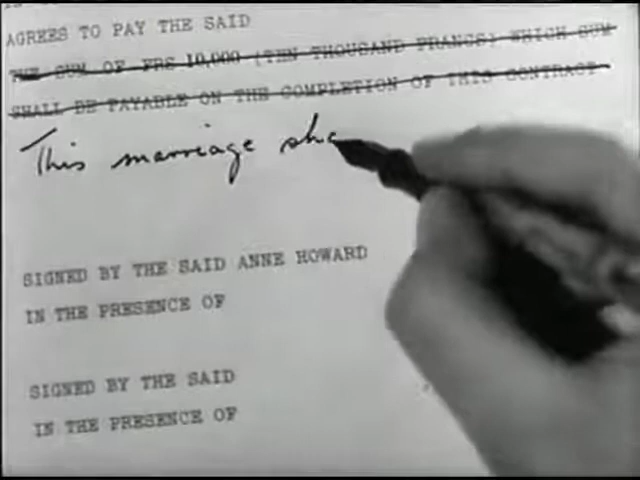 AGREES TO PAY THE SAID
THE SUM OF FRS 10,000 (TEN THOUSAND FRANCS) WHICH SUM
SHALL BE PAYABLE ON THE COMPLETION OF THIS CONTRACT
This marriage sha
SIGNED BY THE SAID ANNE HOWARD
IN THE PRESENCE OF
SIGNED BY THE SAID
IN THE PRESENCE OF